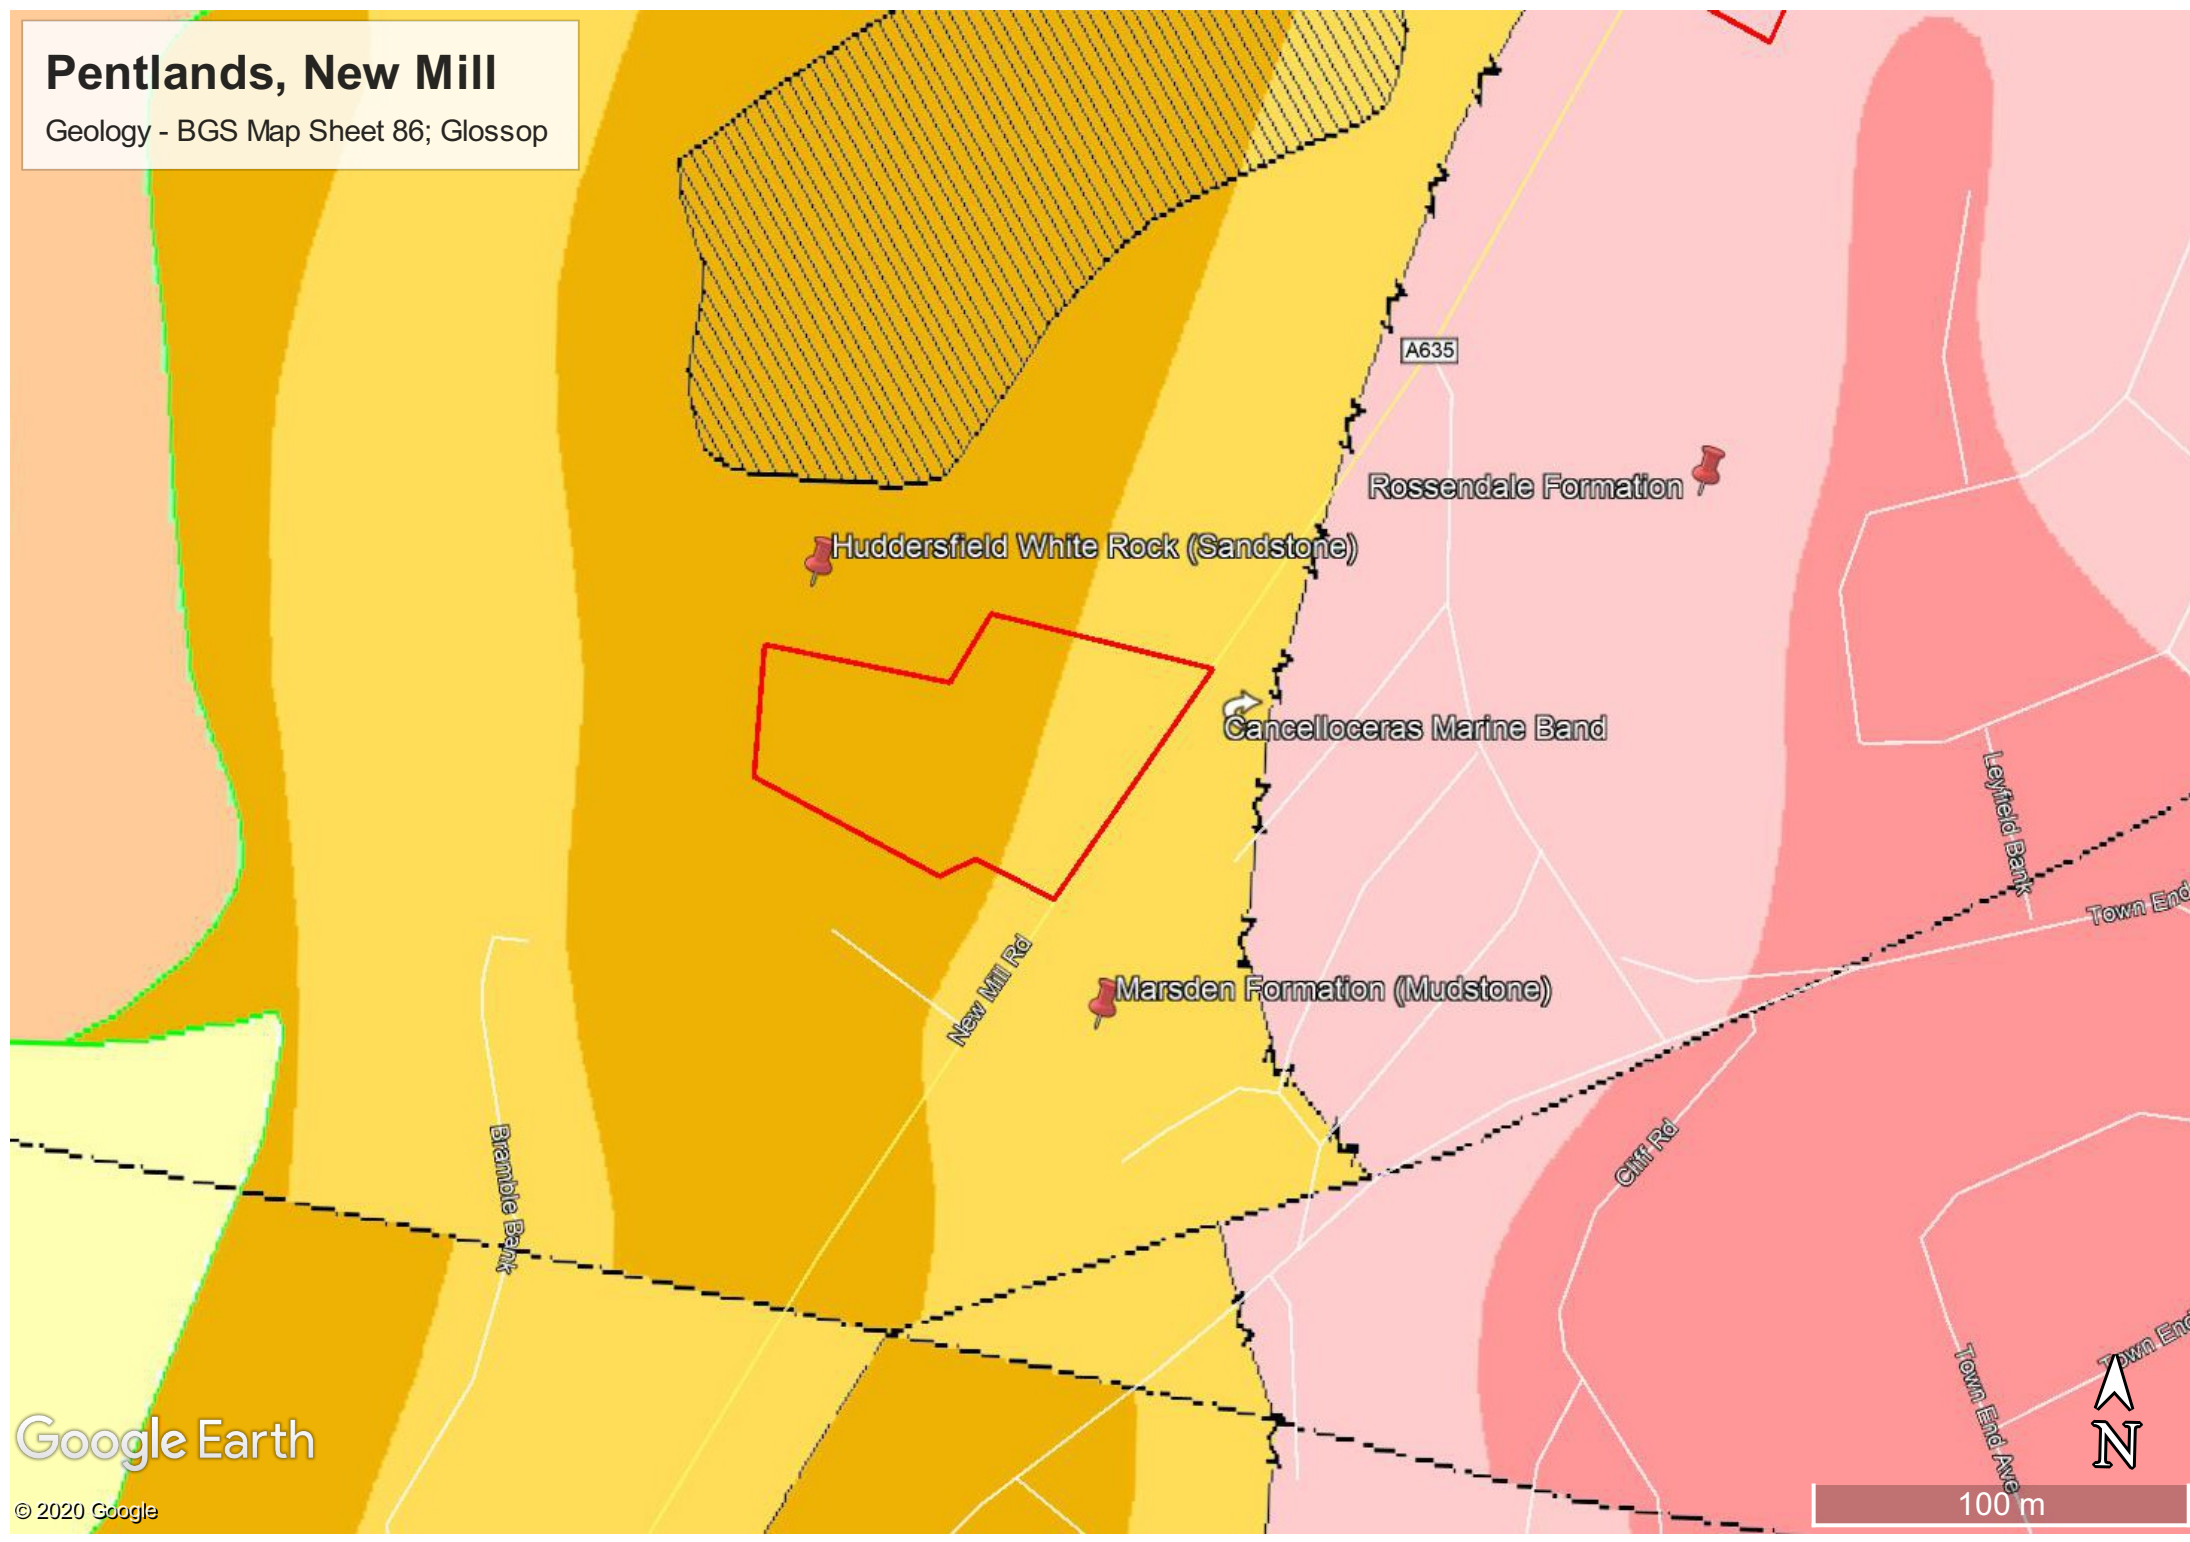 Pentlands, New Mill
Geology - BGS Map Sheet 86; Glossop
A635
Rossendale Formation
Huddersfield White Rock (Sandstone)
Cancelloceras Marine Band
Leyfield Bank
Town End
New Mill Rd
Marsden Formation (Mudstone)
Bramble Bank
Cliff Rd
Town End
Town End Ave
N
Google Earth
100 m
© 2020 Google